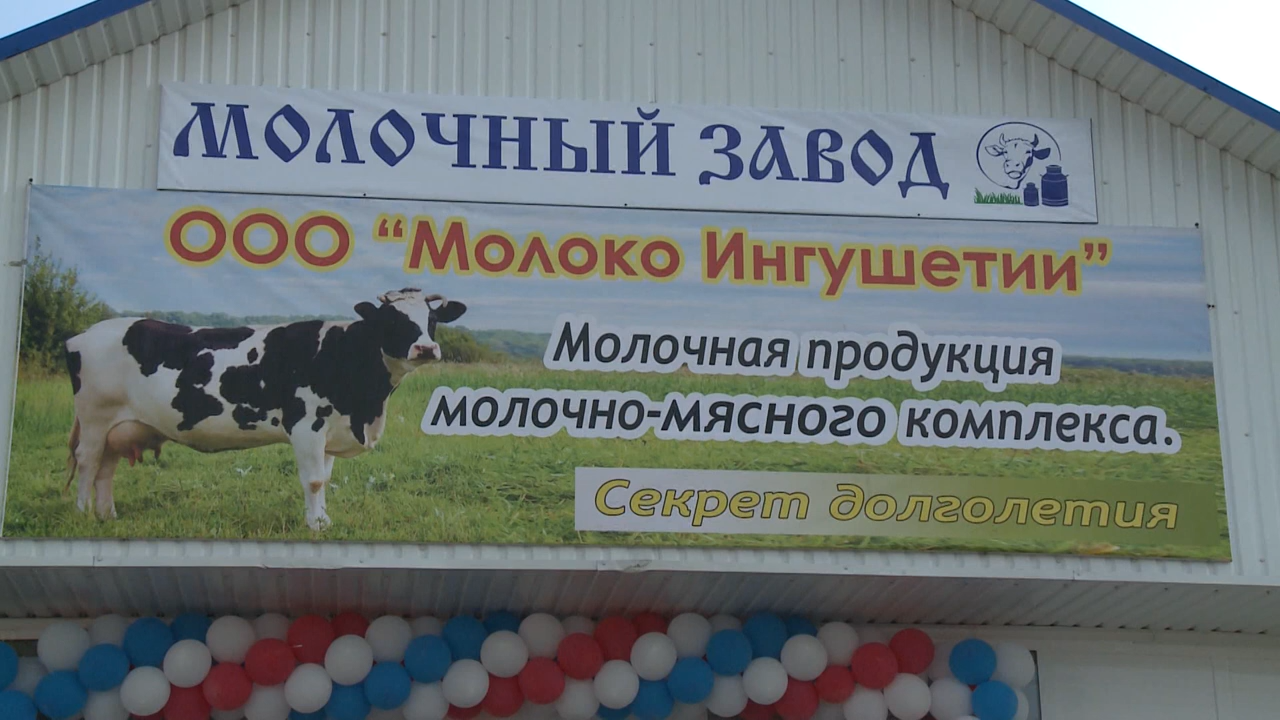 МОЛОЧНЫЙ ЗАВОД
ООО “Молоко Ингушетии”
Молочная продукция
молочно-мясного комплекса.
Секрет долголетия